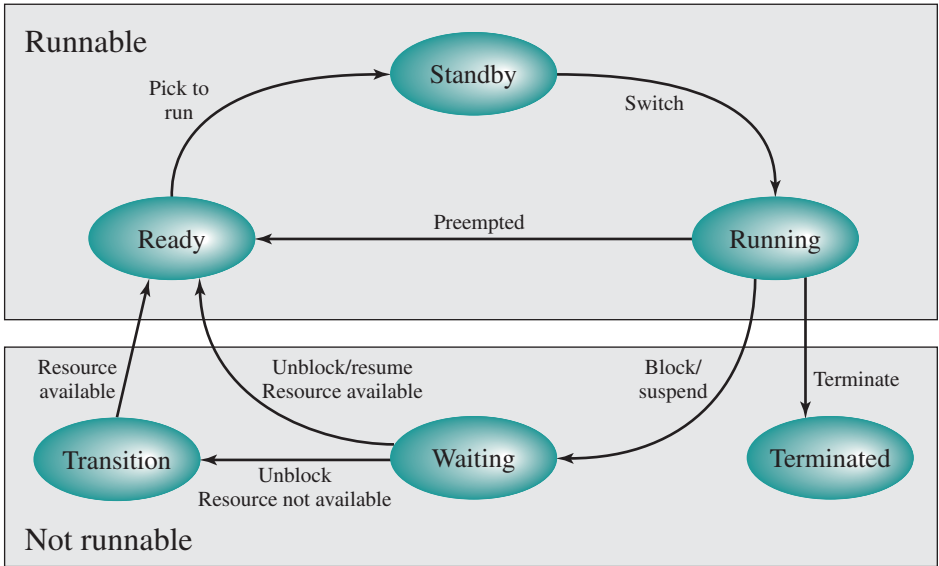 Runnable
Standby
Pick to
run
Switch
Ready
Preempted
Running
Resource
available
Unblock/resume
Resource available
Block/
suspend
Terminate
Transition
Unblock
Resource not available
Waiting
Terminated
Not runnable